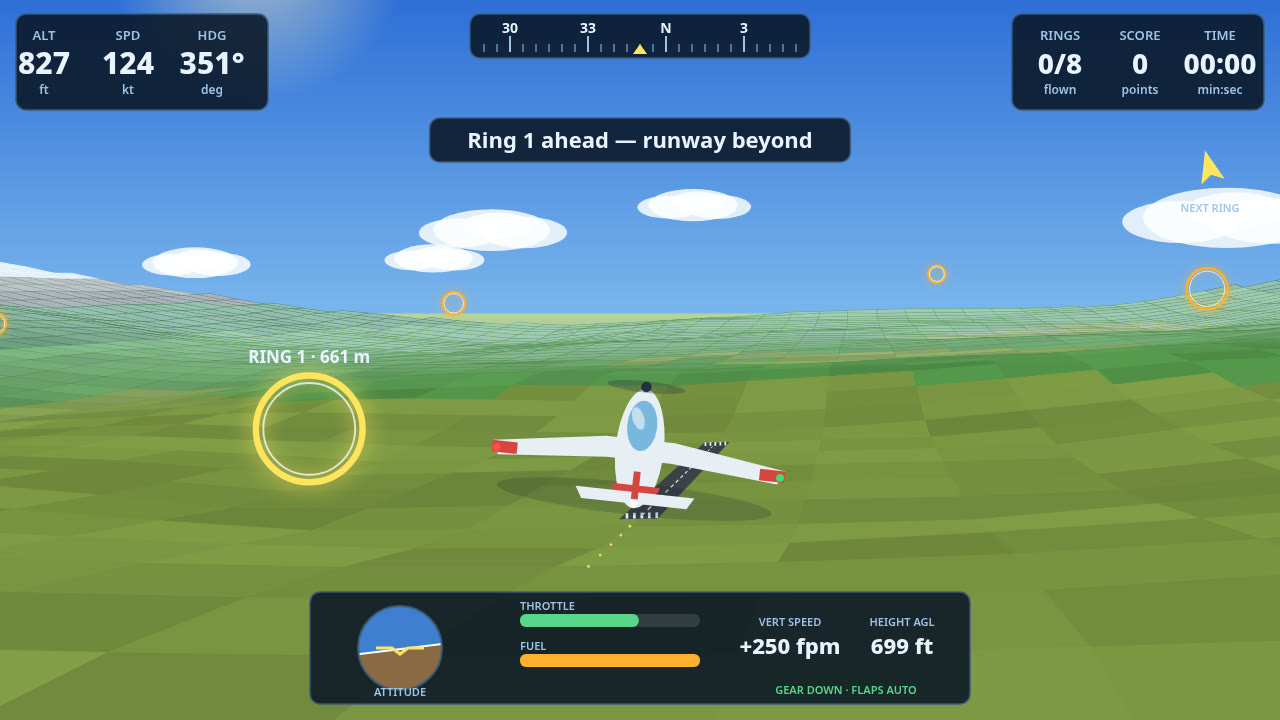 ALT SPD HDG
827 124 351°
ft kt deg
30 33 N 3
RINGS SCORE TIME
0/8 0 00:00
flown points min:sec
Ring 1 ahead — runway beyond
NEXT RING
RING 1 · 661 m
ATTITUDE
THROTTLE
FUEL
VERT SPEED HEIGHT AGL
+250 fpm 699 ft
GEAR DOWN · FLAPS AUTO